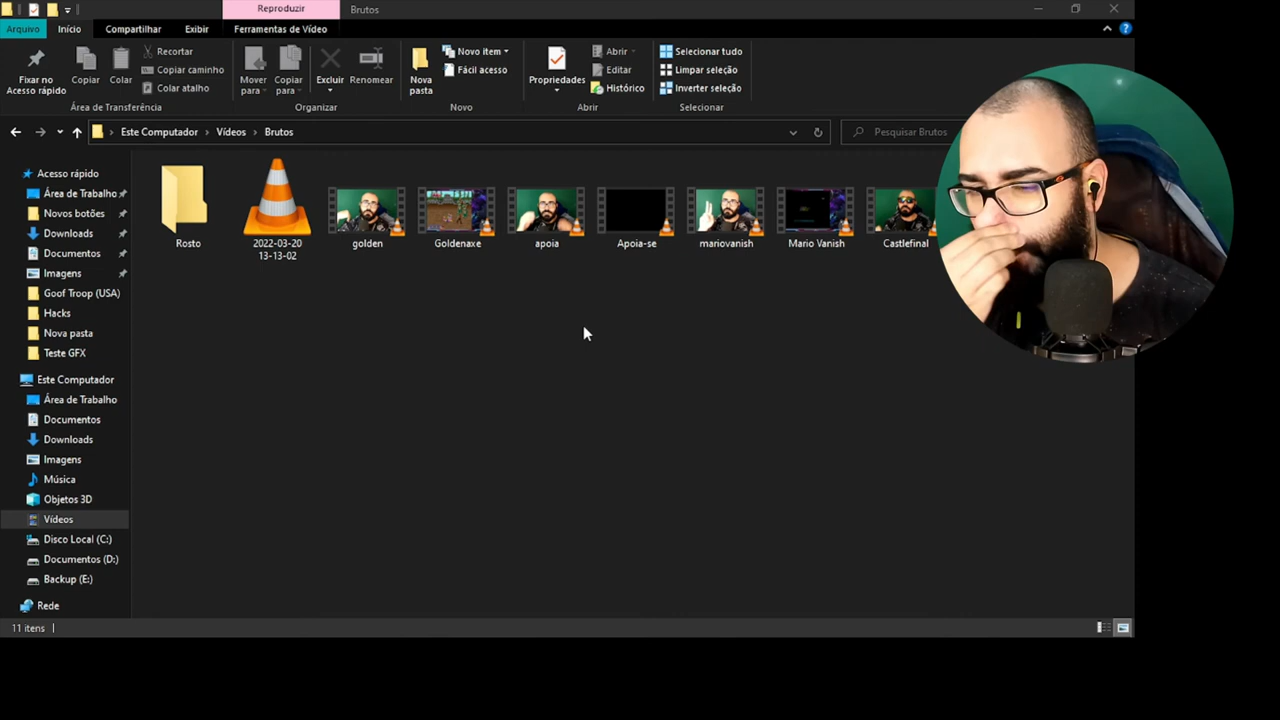 Reproduzir
Brutos
Arquivo
Início
Compartilhar
Exibir
Ferramentas de Vídeo
Fixar no
Acesso rápido
Copiar
Colar
Recortar
Copiar caminho
Colar atalho
Área de Transferência
Mover
para
Copiar
para
Excluir
Renomear
Organizar
Nova
pasta
Novo item
Fácil acesso
Novo
Propriedades
Abrir
Editar
Histórico
Abrir
Selecionar tudo
Limpar seleção
Inverter seleção
Selecionar
Este Computador
Vídeos
Brutos
Pesquisar Brutos
Acesso rápido
Área de Trabalho
Novos botões
Downloads
Documentos
Imagens
Goof Troop (USA)
Hacks
Nova pasta
Teste GFX
Este Computador
Área de Trabalho
Documentos
Downloads
Imagens
Música
Objetos 3D
Vídeos
Disco Local (C:)
Documentos (D:)
Backup (E:)
Rede
Rosto
2022-03-20
13-13-02
golden
Goldenaxe
apoia
Apoia-se
mariovanish
Mario Vanish
Castlefinal
11 itens